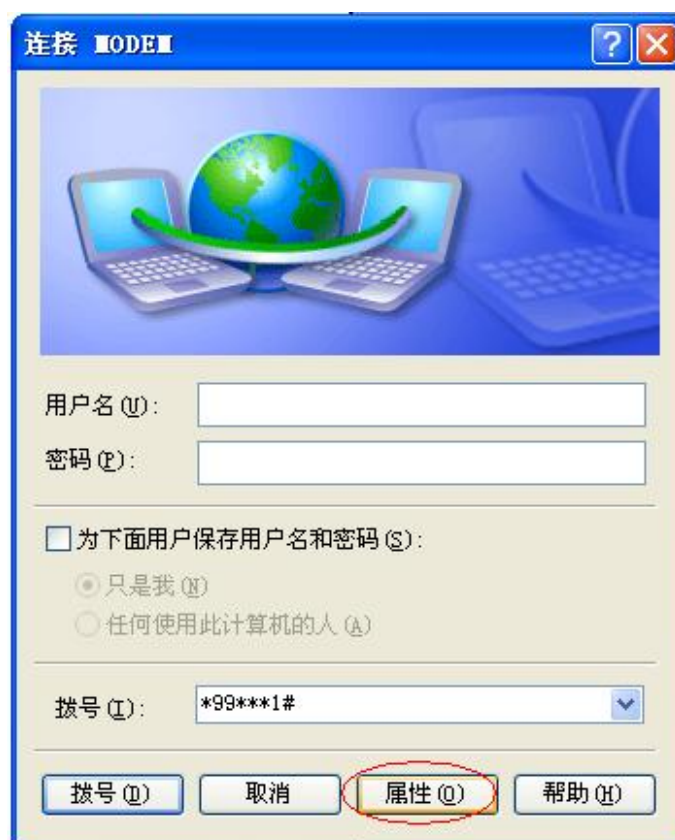 连接 MODEM
用户名(U):
密码(P):
为下面用户保存用户名和密码(S):
只是我(N)
任何使用此计算机的人(A)
拨号(I): *99***1#
拨号(D) 取消 属性(O) 帮助(H)